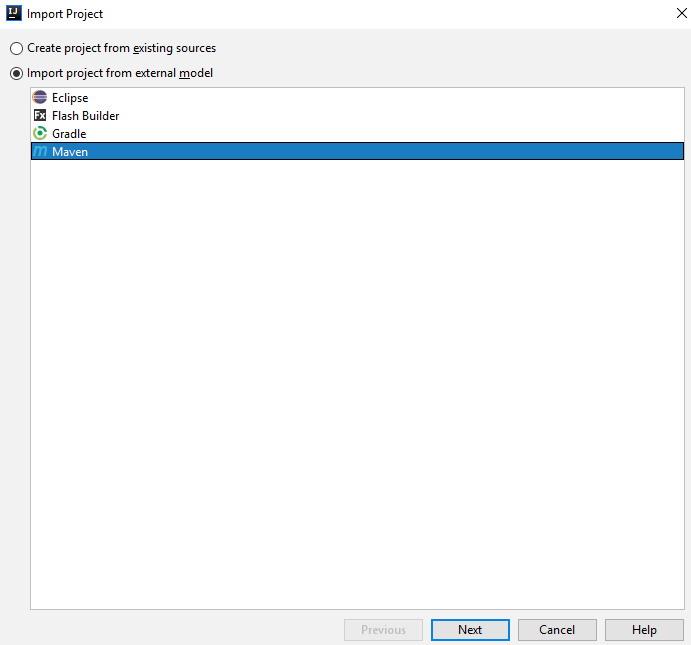 IJ Import Project
Create project from existing sources
Import project from external model
Eclipse
Fx Flash Builder
Gradle
m Maven
Previous Next Cancel Help